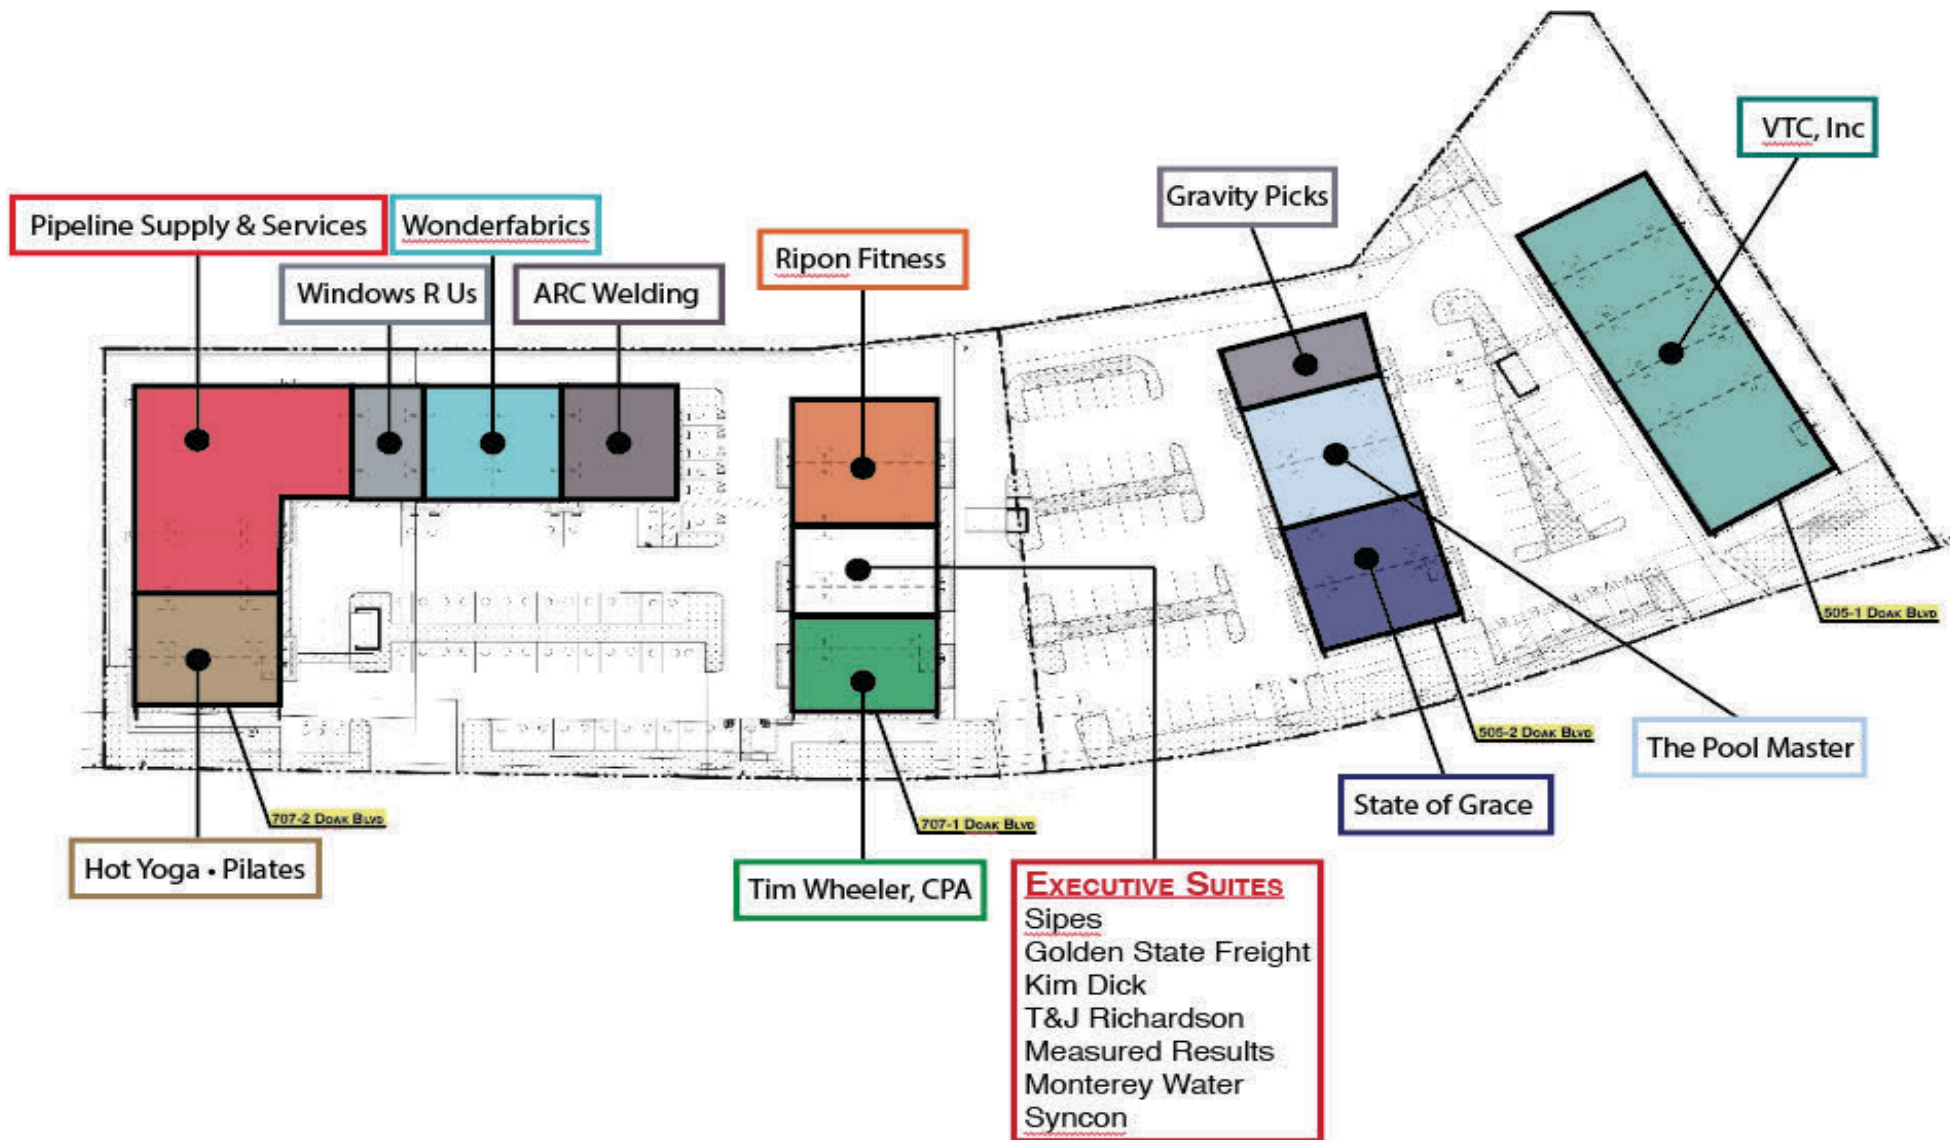 VTC, Inc
Gravity Picks
Pipeline Supply & Services
Wonderfabrics
Ripon Fitness
Windows R Us
ARC Welding
505-1 Doak Blvd
505-2 Doak Blvd
The Pool Master
State of Grace
707-2 Doak Blvd
707-1 Doak Blvd
Hot Yoga • Pilates
Tim Wheeler, CPA
EXECUTIVE SUITES
Sipes
Golden State Freight
Kim Dick
T&J Richardson
Measured Results
Monterey Water
Syncon